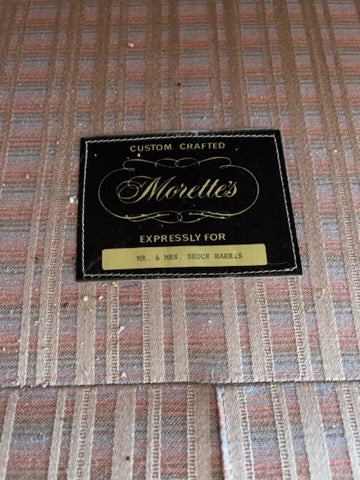 CUSTOM CRAFTED
Morette's
EXPRESSLY FOR
MR. & MRS. BRUCE HARRIS